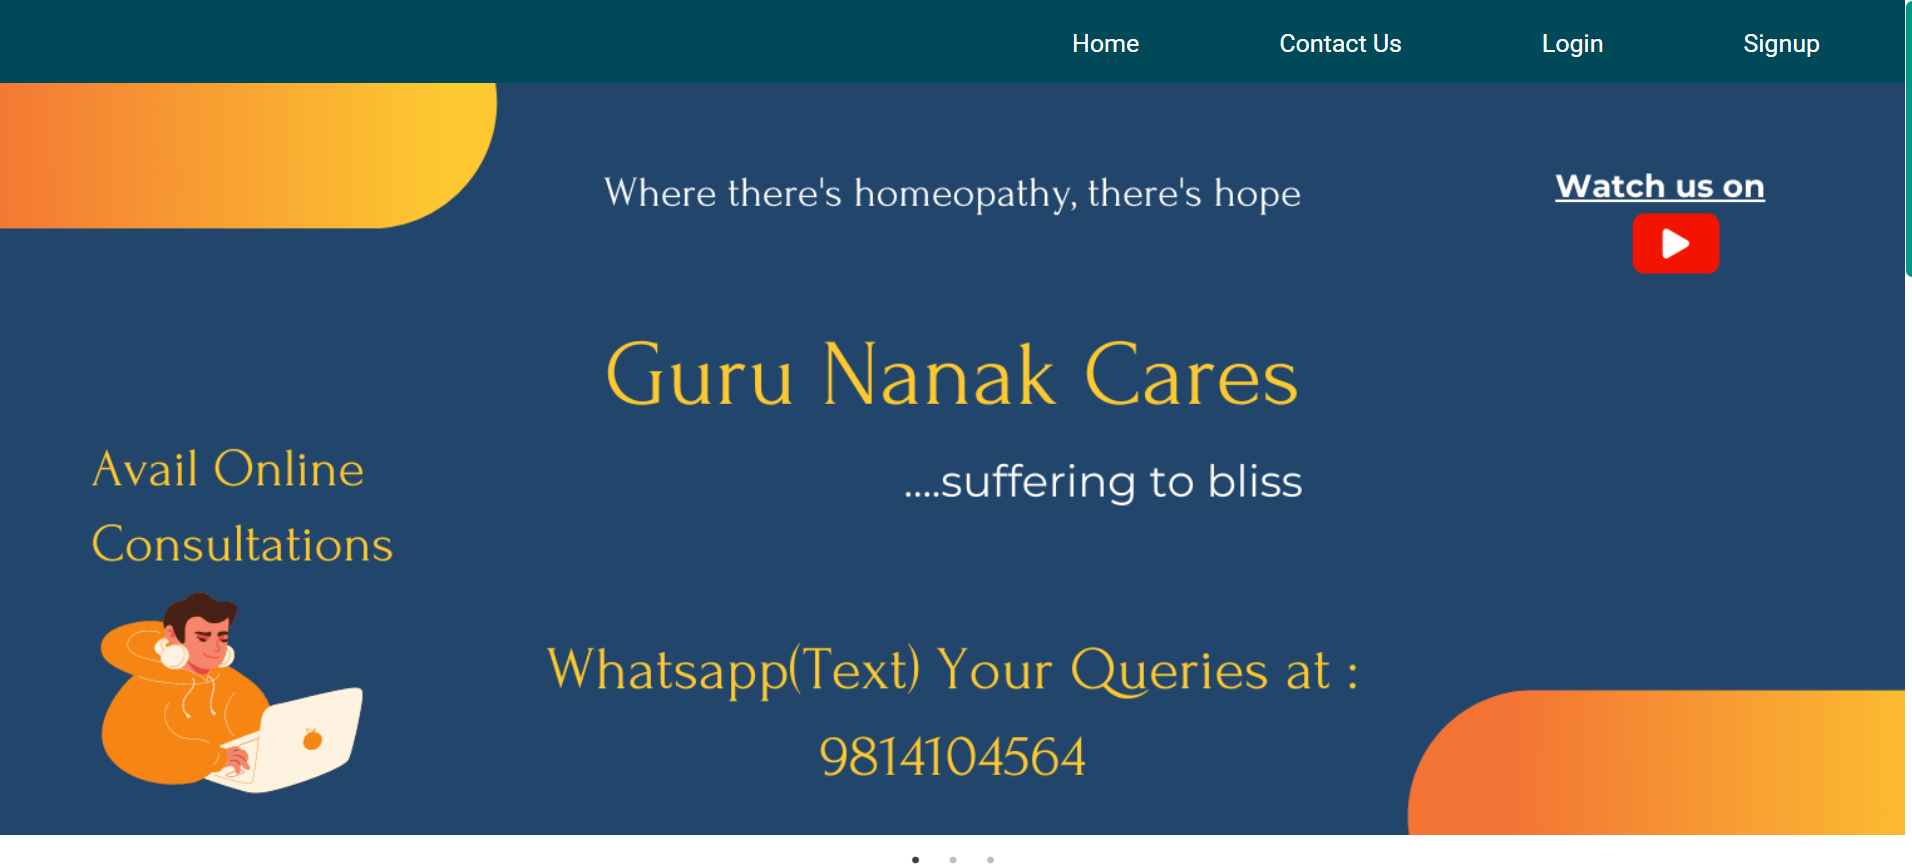 Home Contact Us Login Signup
Where there's homeopathy, there's hope
Watch us on
Guru Nanak Cares
....suffering to bliss
Avail Online
Consultations
Whatsapp(Text) Your Queries at :
9814104564